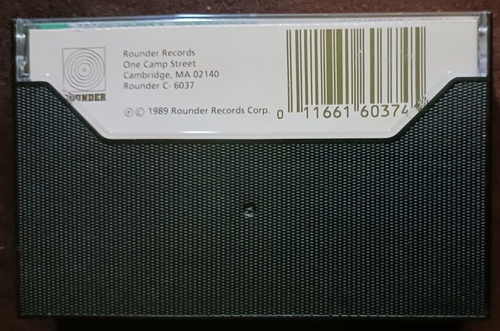 Rounder Records
One Camp Street
Cambridge, MA 02140
Rounder C- 6037
ROUNDER
℗ © 1989 Rounder Records Corp.
0 11661 60374